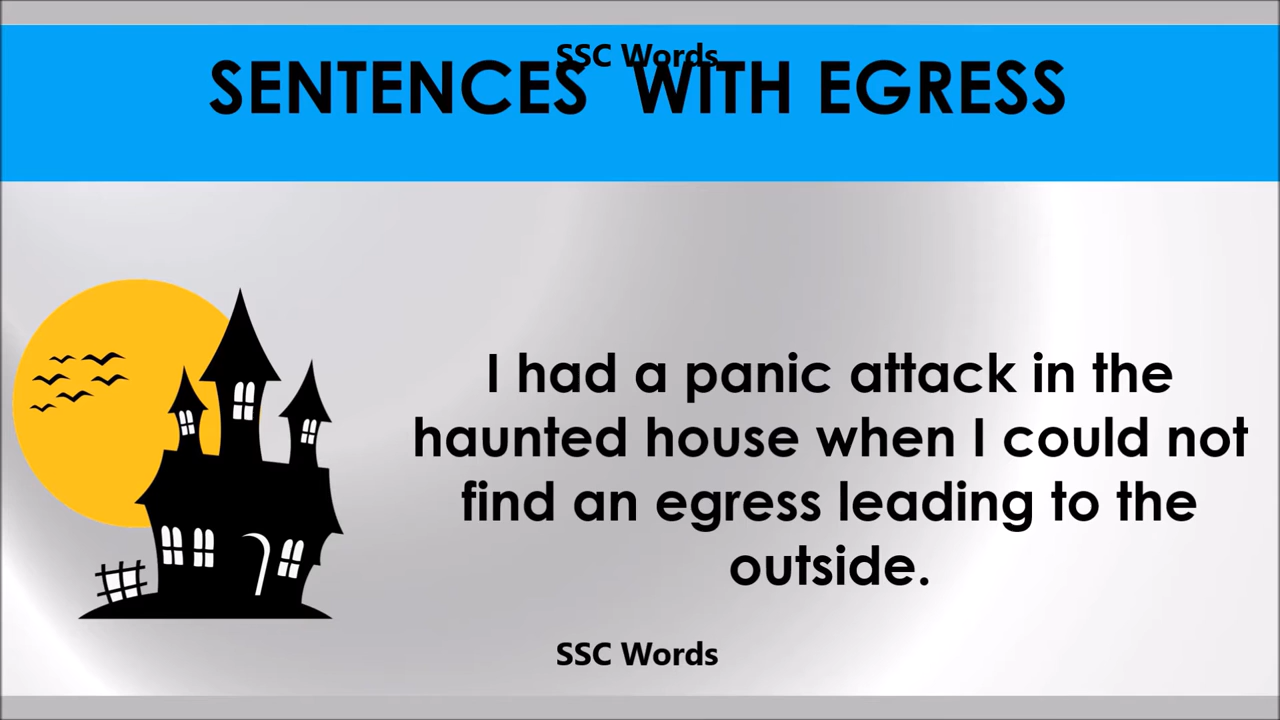 SSC Words
SENTENCES WITH EGRESS
I had a panic attack in the
haunted house when I could not
find an egress leading to the
outside.
SSC Words